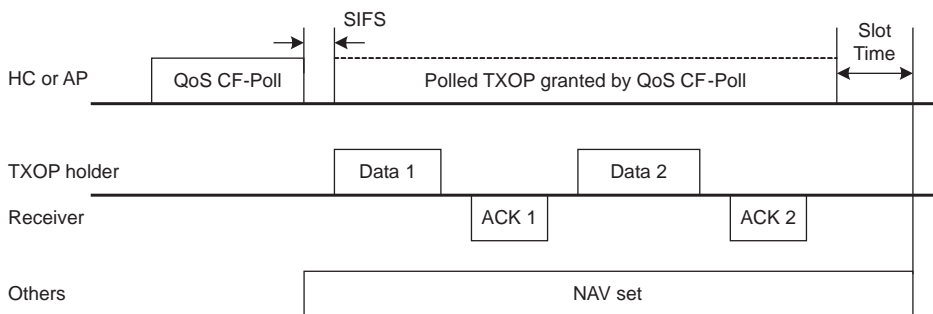 SIFS
Slot
Time
HC or AP
QoS CF-Poll
Polled TXOP granted by QoS CF-Poll
TXOP holder
Data 1
Data 2
Receiver
ACK 1
ACK 2
Others
NAV set